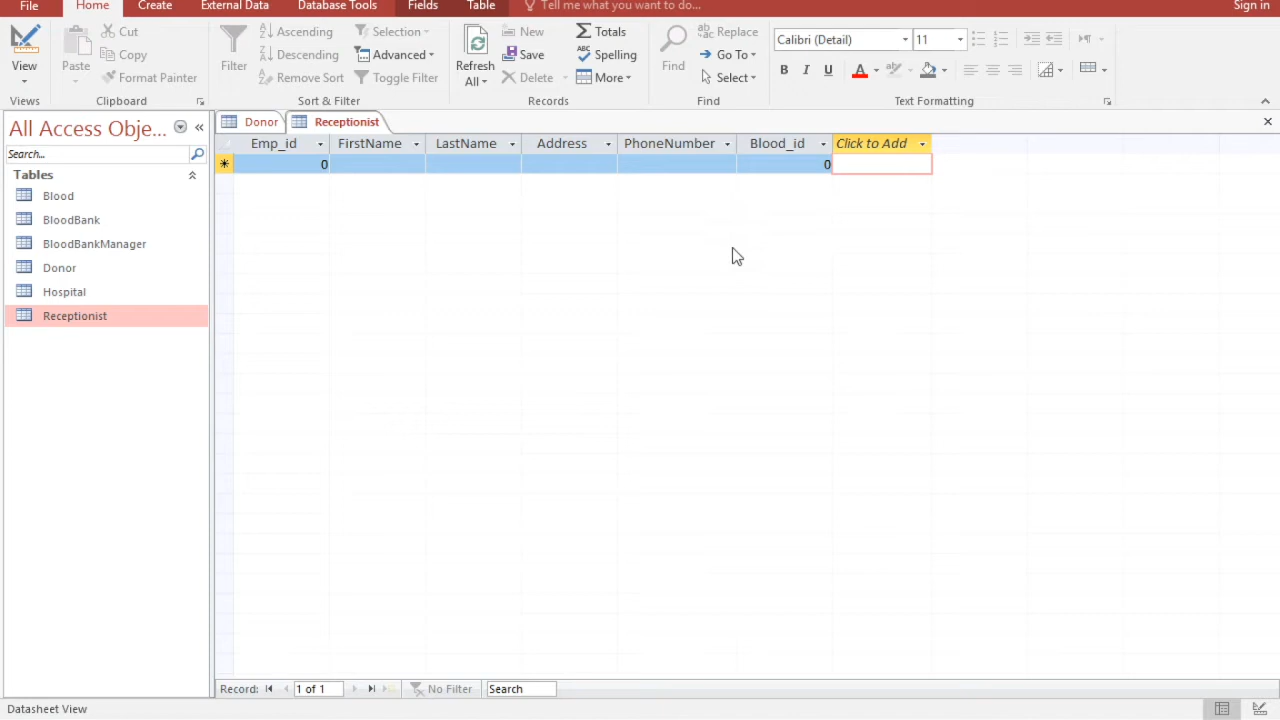 File Home Create External Data Database Tools Fields Table Tell me what you want to do... Sign in
View
Views
Paste
Cut
Copy
Format Painter
Clipboard
Filter
Ascending
Descending
Remove Sort
Selection
Advanced
Toggle Filter
Sort & Filter
Refresh
All
New
Save
Delete
Totals
Spelling
More
Records
Find
Replace
Go To
Select
Find
Calibri (Detail) 11
B I U A
Text Formatting
All Access Obje...
Search...
Tables
Blood
BloodBank
BloodBankManager
Donor
Hospital
Receptionist
Donor Receptionist
Emp_id FirstName LastName Address PhoneNumber Blood_id Click to Add
0 0
Record: 1 of 1 No Filter Search
Datasheet View